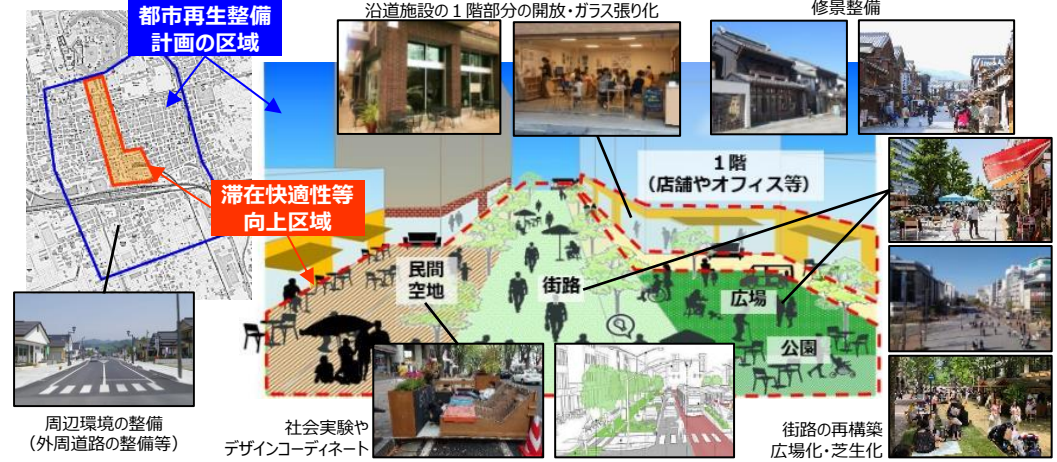 沿道施設の１階部分の開放・ガラス張り化
修景整備
都市再生整備
計画の区域
１階
（店舗やオフィス等）
滞在快適性等
向上区域
民間
空地
街路
広場
公園
周辺環境の整備
（外周道路の整備等）
社会実験や
デザインコーディネート
街路の再構築
広場化・芝生化